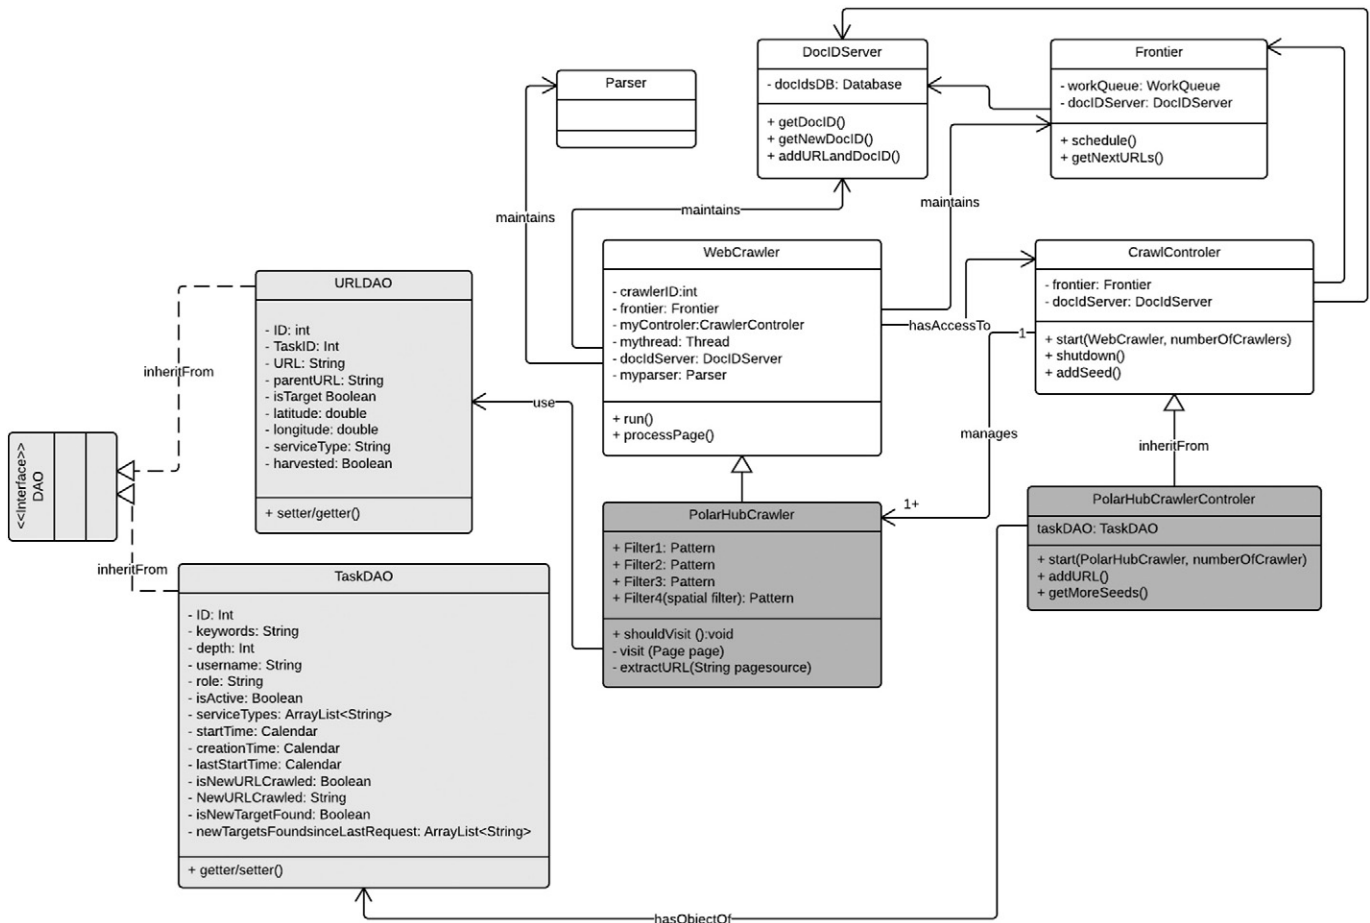 DocIDServer
- docIdsDB: Database
+ getDocID()
+ getNewDocID()
+ addURLandDocID()
Frontier
- workQueue: WorkQueue
- docIDServer: DocIDServer
+ schedule()
+ getNextURLs()
Parser
maintains
maintains
maintains
WebCrawler
- crawlerID:int
- frontier: Frontier
- myControler:CrawlerControler
- mythread: Thread
- docIdServer: DocIDServer
- myparser: Parser
+ run()
+ processPage()
hasAccessTo
CrawlControler
- frontier: Frontier
- docIdServer: DocIDServer
+ start(WebCrawler, numberOfCrawlers)
+ shutdown()
+ addSeed()
1
manages
1+
inheritFrom
URLDAO
- ID: int
- TaskID: Int
- URL: String
- parentURL: String
- isTarget Boolean
- latitude: double
- longitude: double
- serviceType: String
- harvested: Boolean
+ setter/getter()
inheritFrom
use
<<Interface>>
DAO
inheritFrom
PolarHubCrawler
+ Filter1: Pattern
+ Filter2: Pattern
+ Filter3: Pattern
+ Filter4(spatial filter): Pattern
+ shouldVisit ():void
- visit (Page page)
- extractURL(String pagesource)
PolarHubCrawlerControler
taskDAO: TaskDAO
+ start(PolarHubCrawler, numberOfCrawler)
+ addURL()
+ getMoreSeeds()
TaskDAO
- ID: Int
- keywords: String
- depth: Int
- username: String
- role: String
- isActive: Boolean
- serviceTypes: ArrayList<String>
- startTime: Calendar
- creationTime: Calendar
- lastStartTime: Calendar
- isNewURLCrawled: Boolean
- NewURLCrawled: String
- isNewTargetFound: Boolean
- newTargetsFoundsinceLastRequest: ArrayList<String>
+ getter/setter()
hasObjectOf